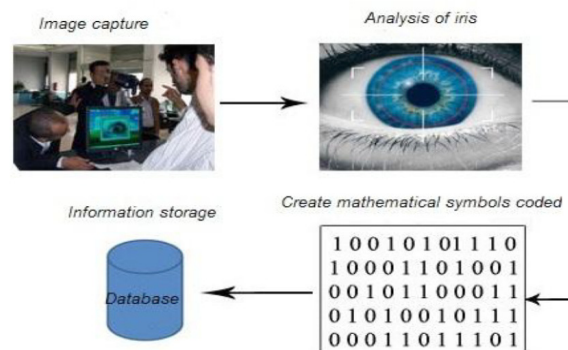 Image capture
Analysis of iris
Information storage
Create mathematical symbols coded
Database
1 0 0 1 0 1 0 1 1 1 0
1 0 0 0 1 1 0 1 0 0 1
0 0 1 0 1 1 0 0 0 1 1
0 1 0 1 0 0 1 0 1 1 1
0 0 0 1 1 0 1 1 1 0 1